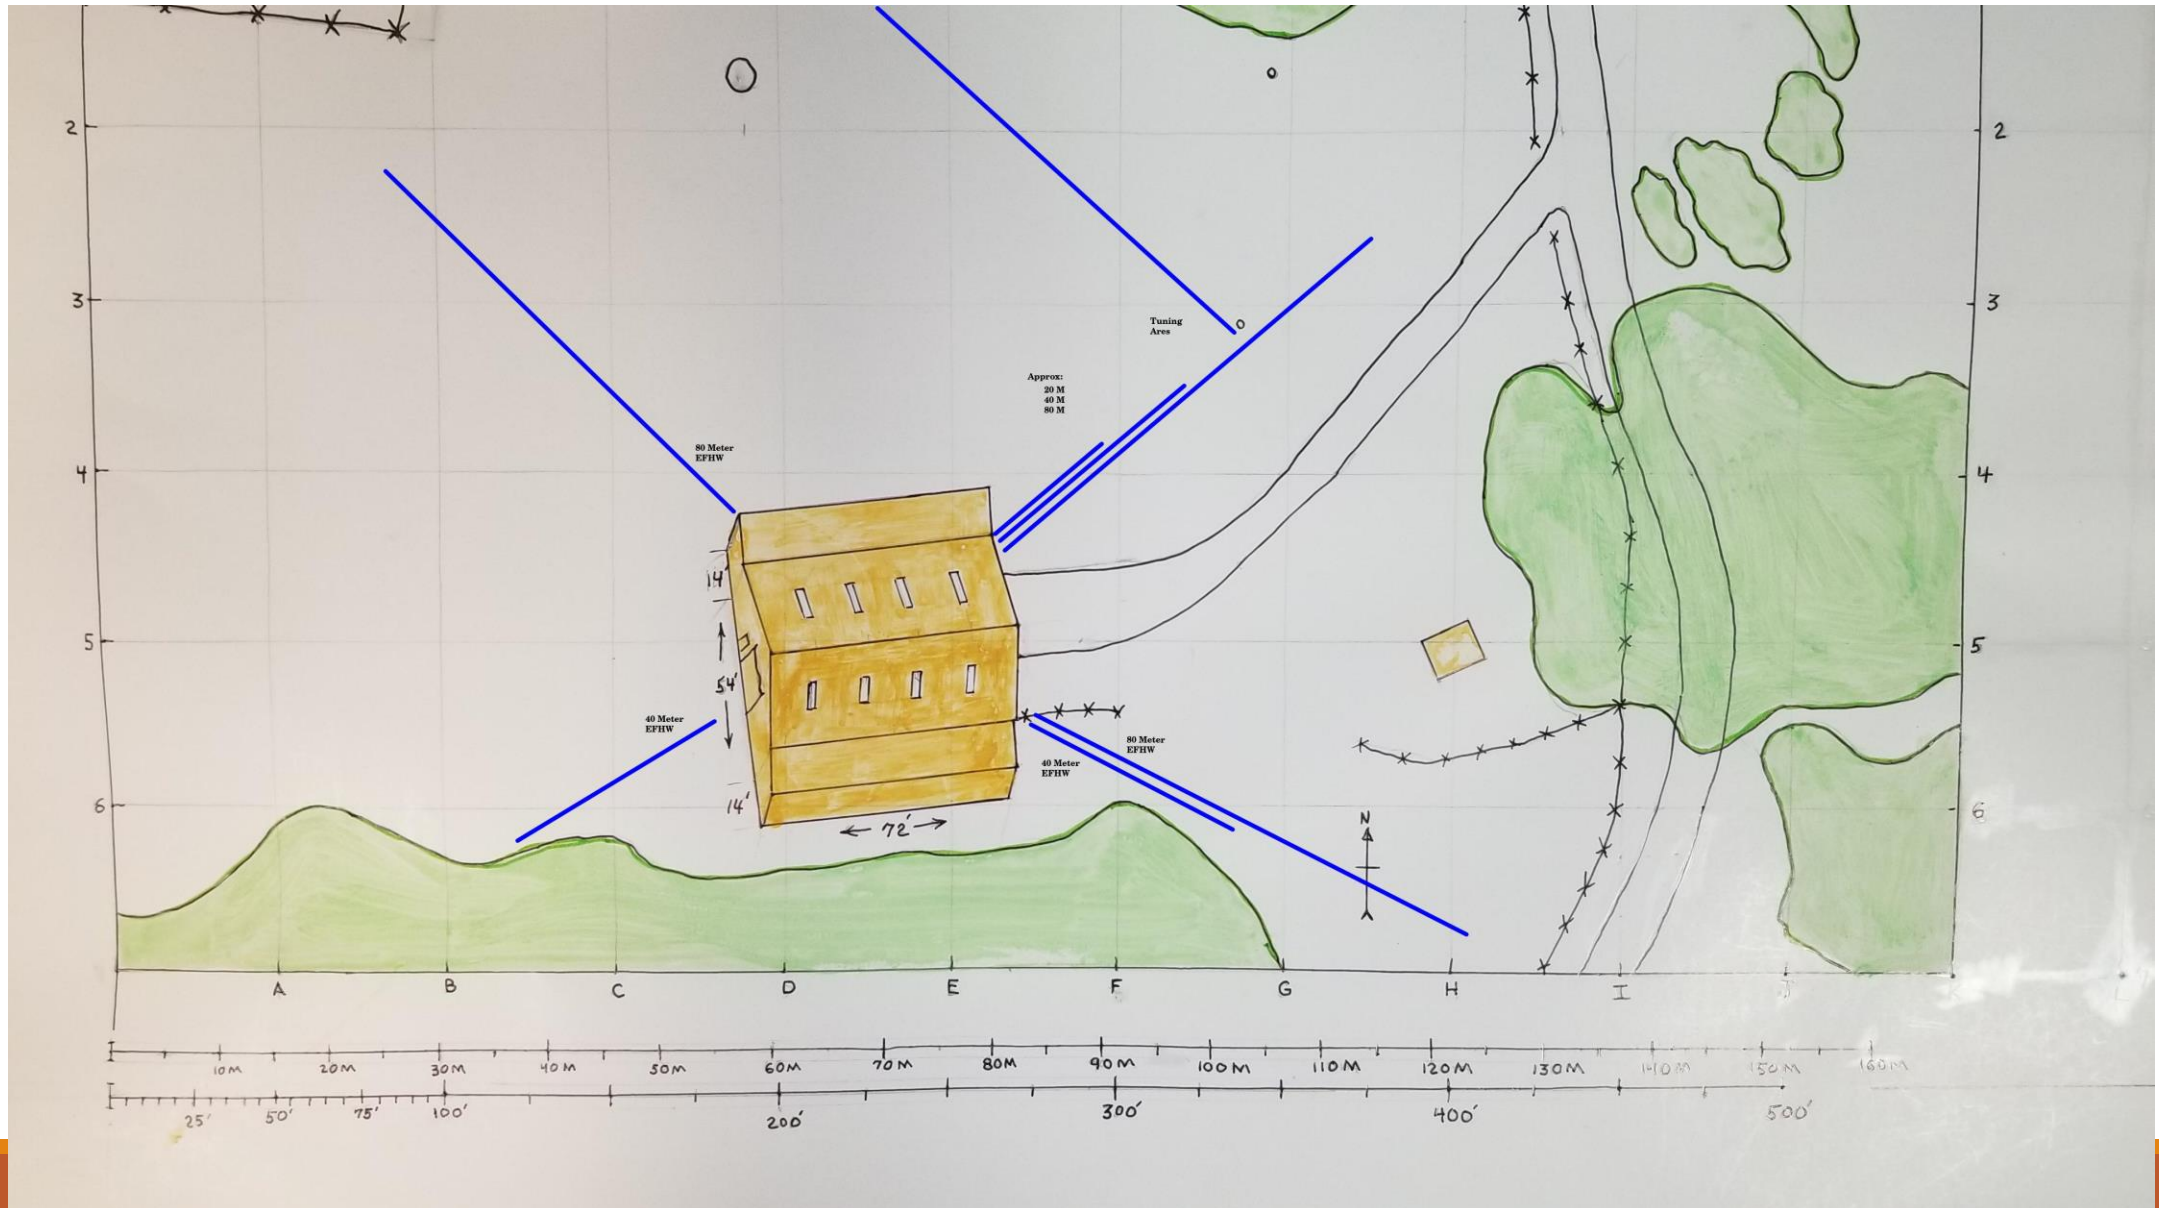 2
2
3
3
Tuning
Ares
Approx:
20 M
40 M
80 M
80 Meter
EFHW
4
4
14'
5
5
54'
40 Meter
EFHW
80 Meter
EFHW
40 Meter
EFHW
14'
72'
6
6
N
A
B
C
D
E
F
G
H
I
J
K
L
10M
20M
30M
40M
50M
60M
70M
80M
90M
100M
110M
120M
130M
140M
150M
160M
25'
50'
75'
100'
200'
300'
400'
500'